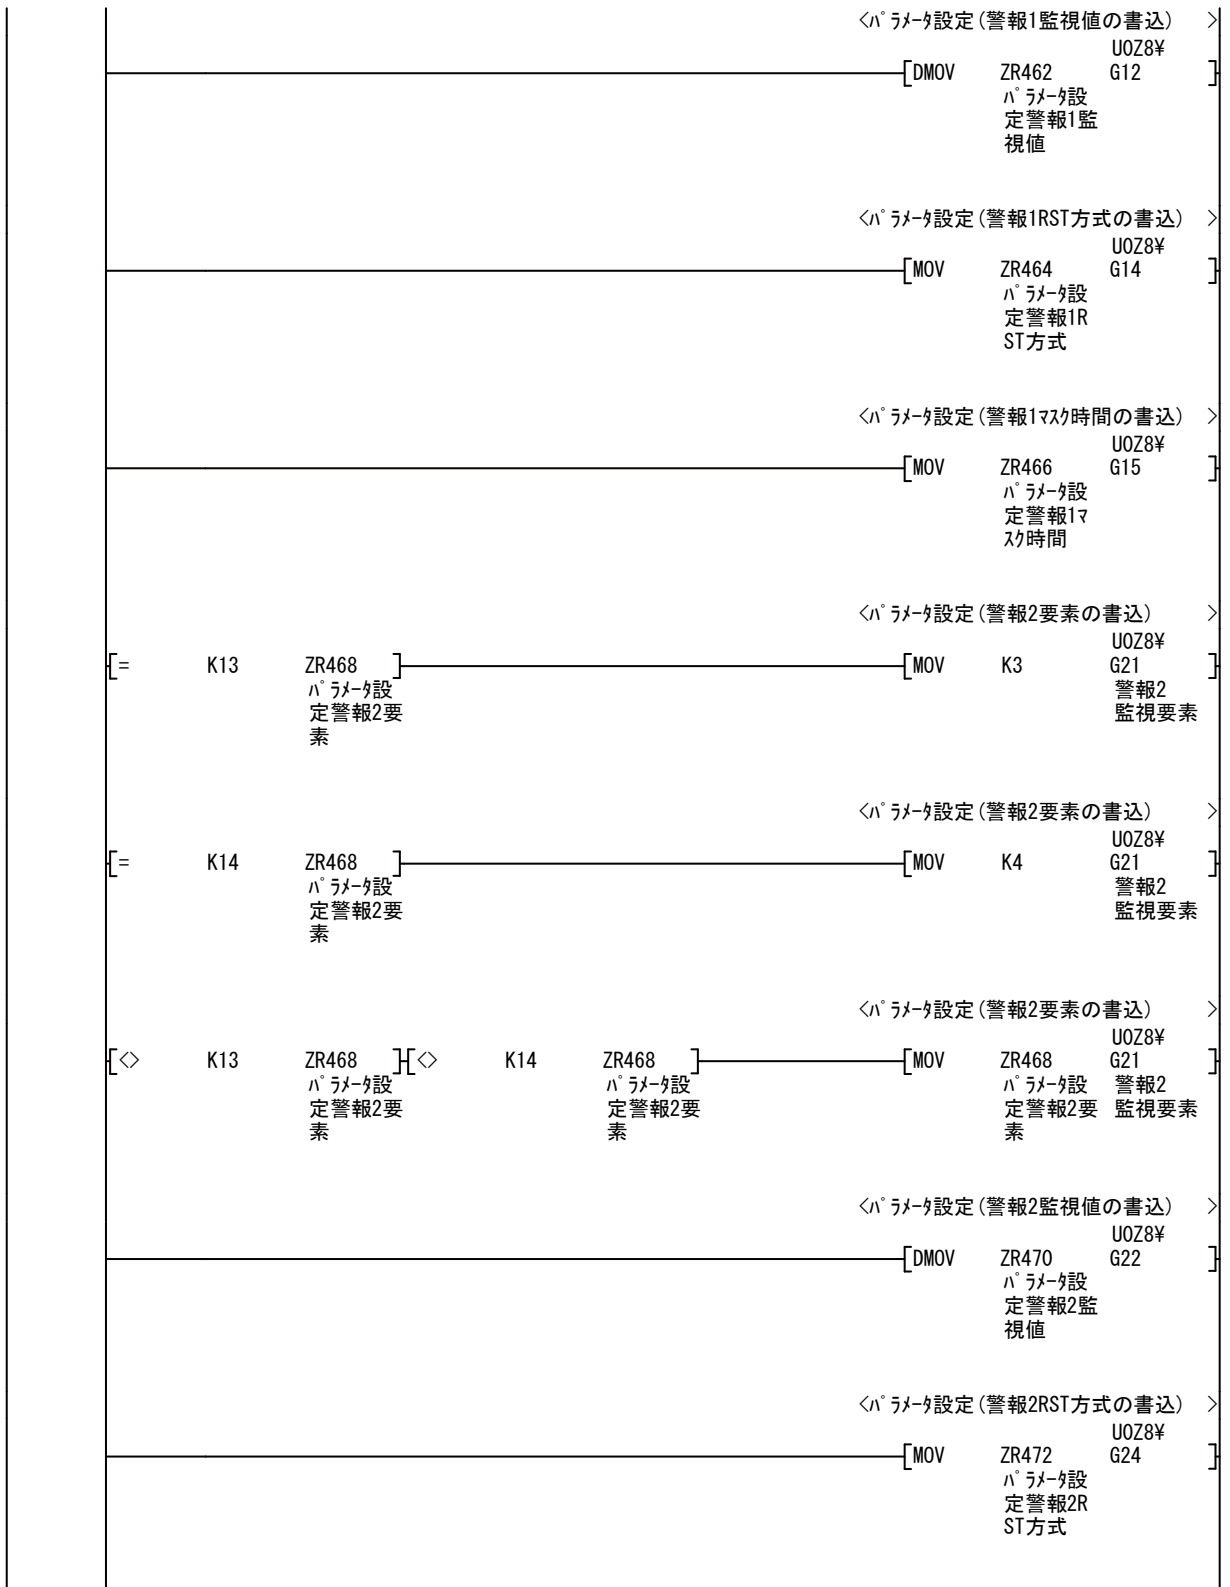 <ﾊﾟﾗﾒｰﾀ設定(警報1監視値の書込) >
U0Z8¥
[DMOV ZR462 G12 ]
ﾊﾟﾗﾒｰﾀ設
定警報1監
視値
<ﾊﾟﾗﾒｰﾀ設定(警報1RST方式の書込) >
U0Z8¥
[MOV ZR464 G14 ]
ﾊﾟﾗﾒｰﾀ設
定警報1R
ST方式
<ﾊﾟﾗﾒｰﾀ設定(警報1ﾏｽｸ時間の書込) >
U0Z8¥
[MOV ZR466 G15 ]
ﾊﾟﾗﾒｰﾀ設
定警報1ﾏ
ｽｸ時間
<ﾊﾟﾗﾒｰﾀ設定(警報2要素の書込) >
U0Z8¥
[= K13 ZR468 ] [MOV K3 G21 ]
ﾊﾟﾗﾒｰﾀ設 警報2
定警報2要 監視要素
素
<ﾊﾟﾗﾒｰﾀ設定(警報2要素の書込) >
U0Z8¥
[= K14 ZR468 ] [MOV K4 G21 ]
ﾊﾟﾗﾒｰﾀ設 警報2
定警報2要 監視要素
素
<ﾊﾟﾗﾒｰﾀ設定(警報2要素の書込) >
U0Z8¥
[<> K13 ZR468 ][<> K14 ZR468 ] [MOV ZR468 G21 ]
ﾊﾟﾗﾒｰﾀ設 ﾊﾟﾗﾒｰﾀ設 ﾊﾟﾗﾒｰﾀ設 警報2
定警報2要 定警報2要 定警報2要 監視要素
素 素 素
<ﾊﾟﾗﾒｰﾀ設定(警報2監視値の書込) >
U0Z8¥
[DMOV ZR470 G22 ]
ﾊﾟﾗﾒｰﾀ設
定警報2監
視値
<ﾊﾟﾗﾒｰﾀ設定(警報2RST方式の書込) >
U0Z8¥
[MOV ZR472 G24 ]
ﾊﾟﾗﾒｰﾀ設
定警報2R
ST方式